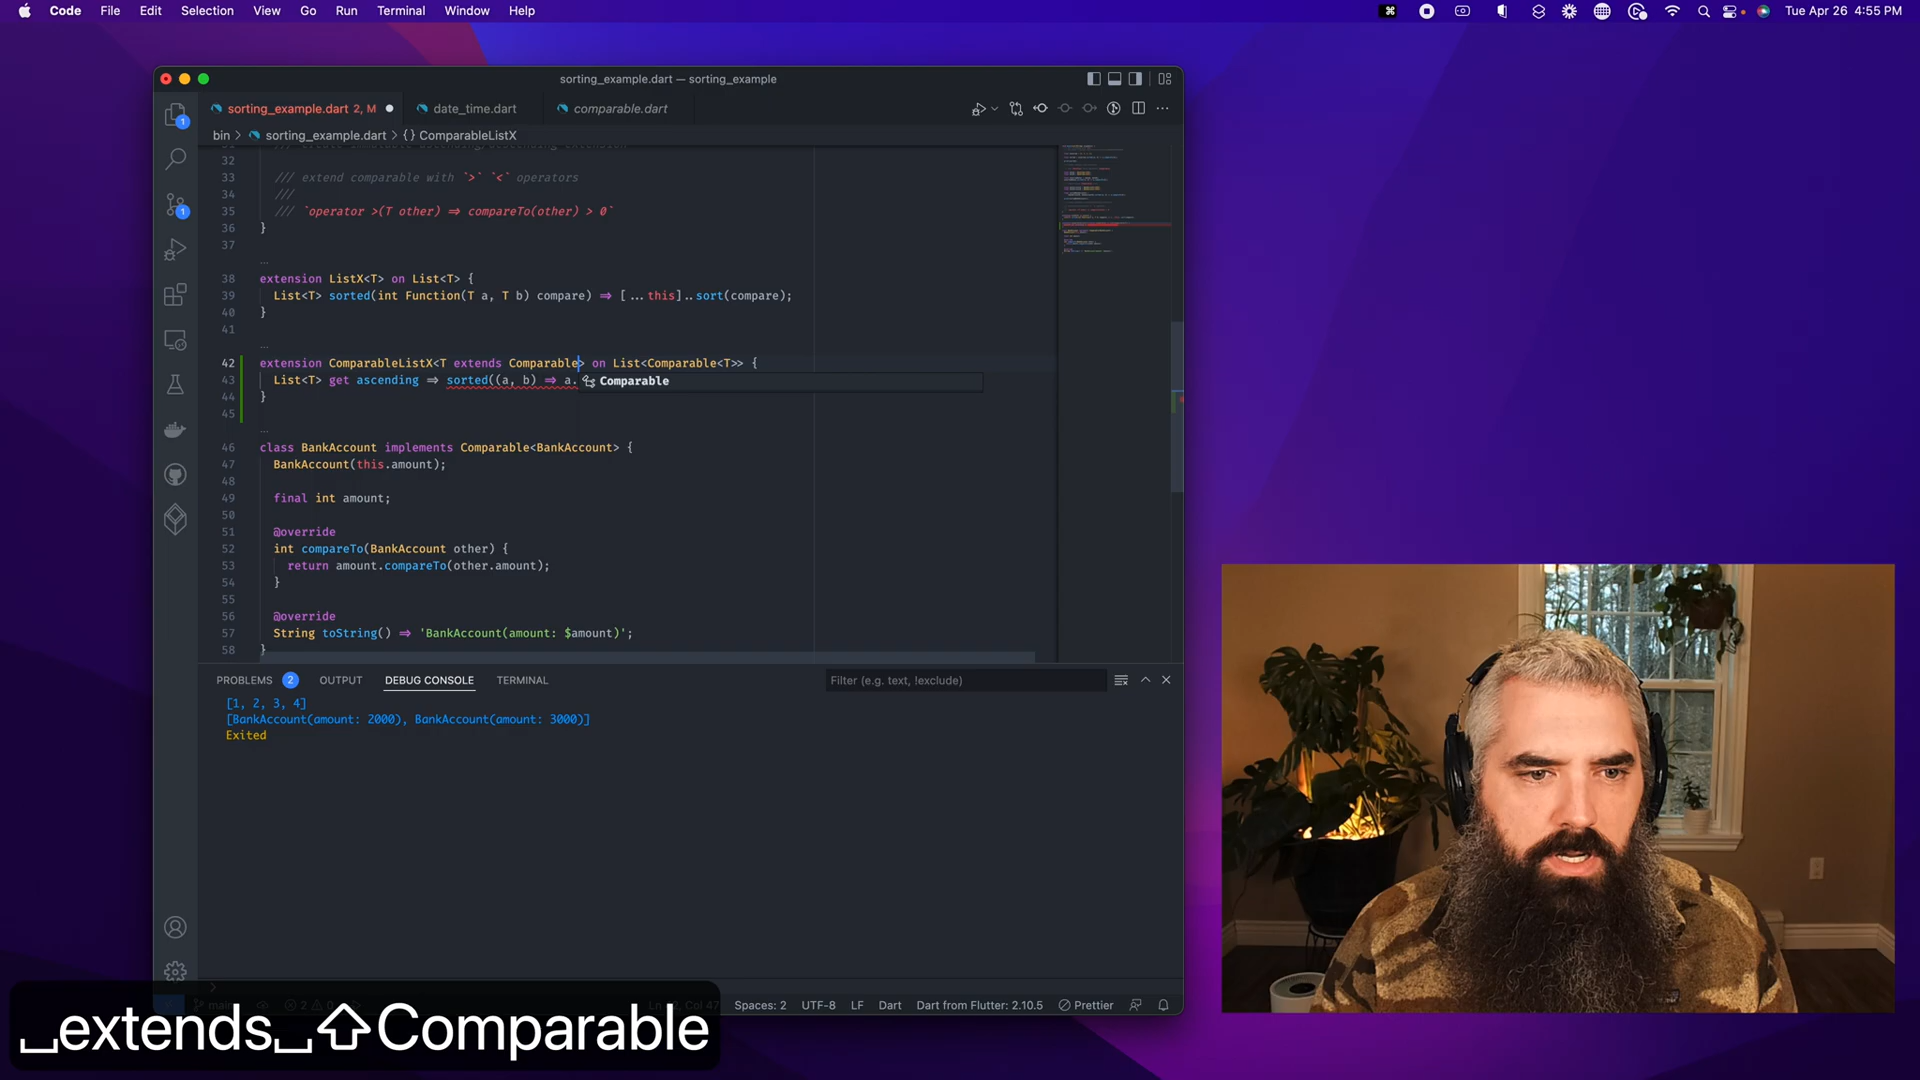 Code File Edit Selection View Go Run Terminal Window Help Tue Apr 26 4:55 PM
sorting_example.dart — sorting_example
sorting_example.dart 2, M date_time.dart comparable.dart
bin > sorting_example.dart > {} ComparableListX
32
33 /// extend comparable with `>` `<` operators
34 ///
35 /// `operator >(T other) => compareTo(other) > 0`
36 }
37
38 extension ListX<T> on List<T> {
39 List<T> sorted(int Function(T a, T b) compare) => [...this]..sort(compare);
40 }
41
42 extension ComparableListX<T extends Comparable> on List<Comparable<T>> {
43 List<T> get ascending => sorted((a, b) => a. Comparable
44 }
45
46 class BankAccount implements Comparable<BankAccount> {
47 BankAccount(this.amount);
48
49 final int amount;
50
51 @override
52 int compareTo(BankAccount other) {
53 return amount.compareTo(other.amount);
54 }
55
56 @override
57 String toString() => 'BankAccount(amount: $amount)';
58 }
PROBLEMS 2 OUTPUT DEBUG CONSOLE TERMINAL Filter (e.g. text, !exclude)
[1, 2, 3, 4]
[BankAccount(amount: 2000), BankAccount(amount: 3000)]
Exited
Spaces: 2 UTF-8 LF Dart Dart from Flutter: 2.10.5 Prettier
␣extends␣⇧Comparable